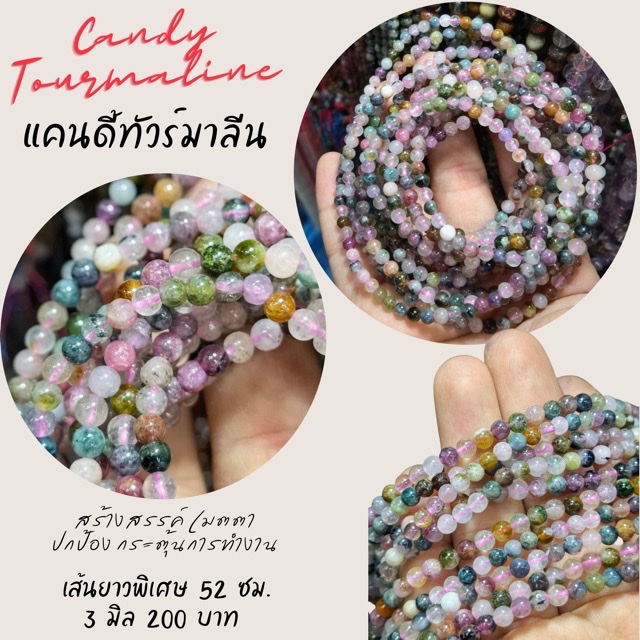 Candy
Tourmaline
แคนดี้ทัวร์มาลีน
สร้างสรรค์ เมตตา
ปกป้อง กระตุ้นการทำงาน
เส้นยาวพิเศษ 52 ซม.
3 มิล 200 บาท